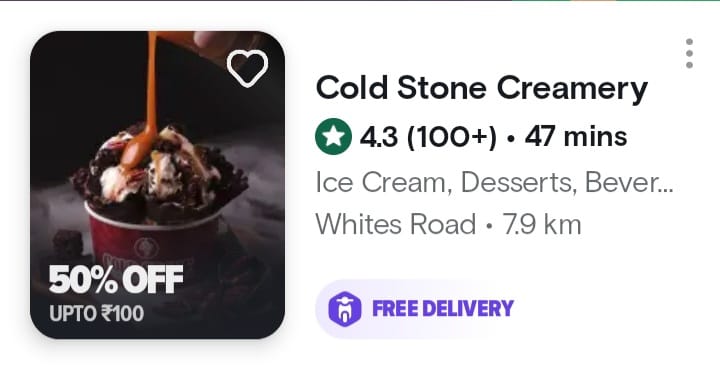 Cold Stone Creamery
4.3 (100+) • 47 mins
Ice Cream, Desserts, Bever...
Whites Road • 7.9 km
50% OFF
UPTO ₹100
FREE DELIVERY